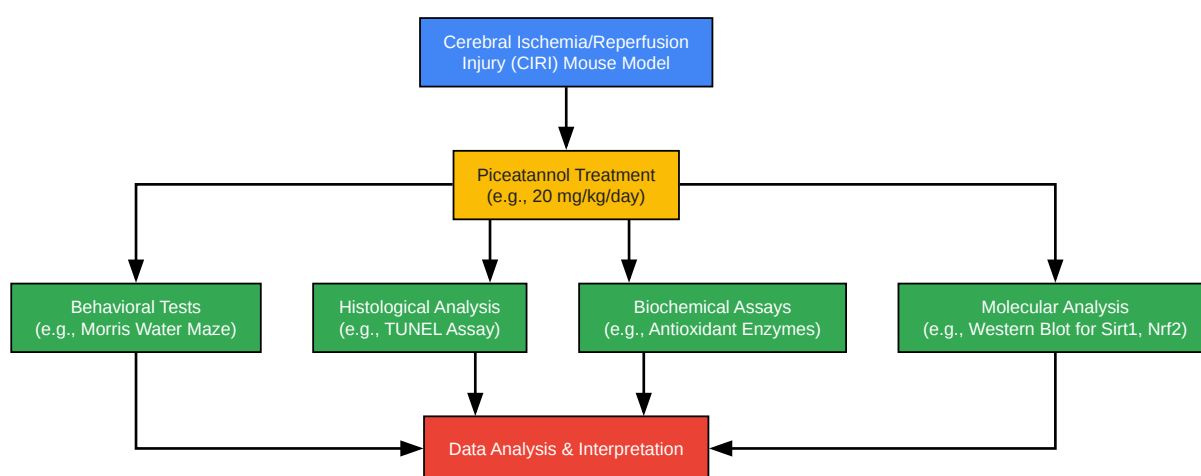 Cerebral Ischemia/Reperfusion
Injury (CIRI) Mouse Model
Piceatannol Treatment
(e.g., 20 mg/kg/day)
Behavioral Tests
(e.g., Morris Water Maze)
Histological Analysis
(e.g., TUNEL Assay)
Biochemical Assays
(e.g., Antioxidant Enzymes)
Molecular Analysis
(e.g., Western Blot for Sirt1, Nrf2)
Data Analysis & Interpretation